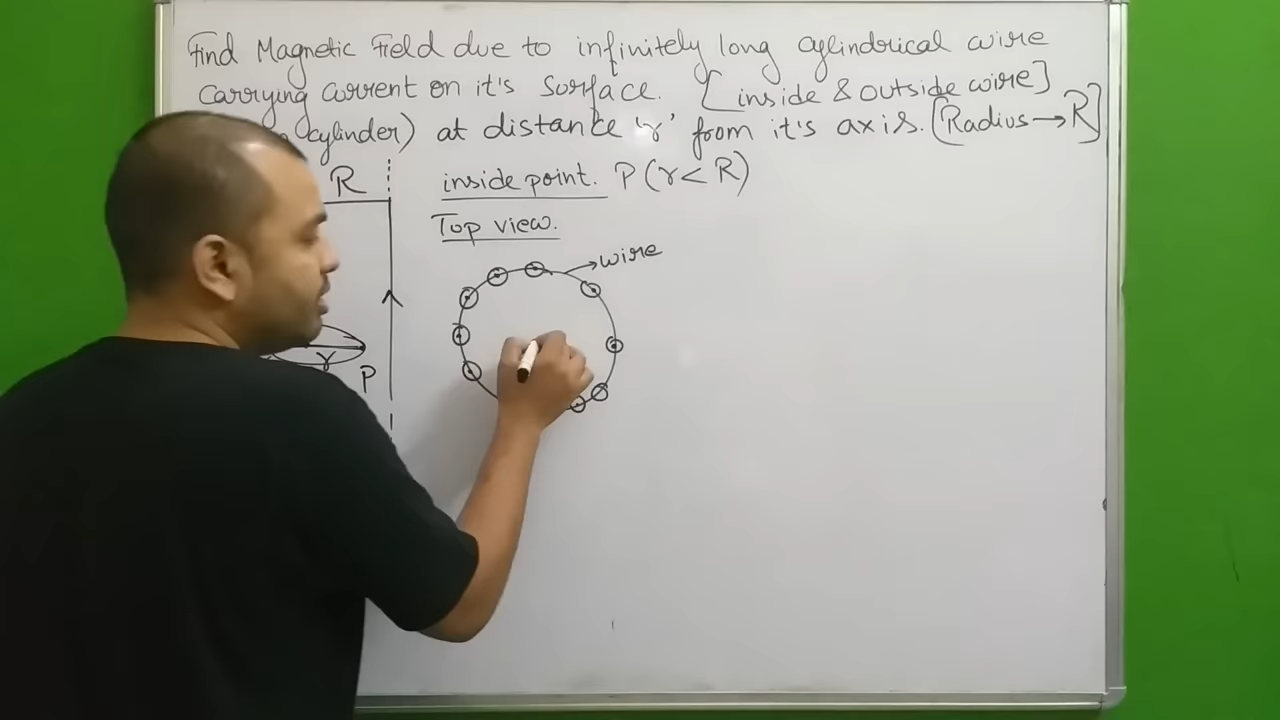 Find Magnetic Field due to infinitely long cylindrical wire
carrying current on it's surface. [inside & outside wire]
cylinder) at distance 'r' from it's axis. [Radius → R]
R
inside point. P(r < R)
Top view.
wire
r
P